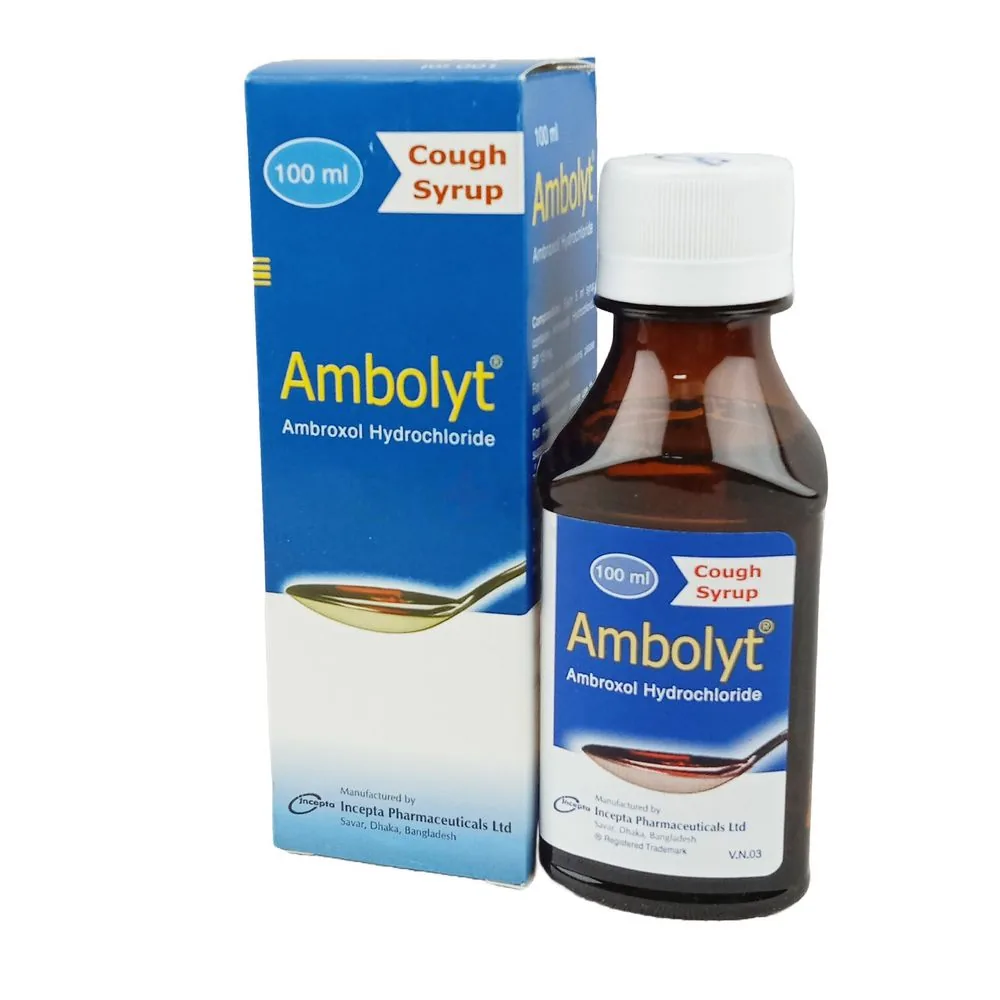 100 ml
Cough
Syrup
Ambolyt®
Ambroxol Hydrochloride
Manufactured by
Incepta
Incepta Pharmaceuticals Ltd
Savar, Dhaka, Bangladesh
100 ml
Ambolyt®
Ambroxol Hydrochloride
100 ml
Cough
Syrup
Ambolyt®
Ambroxol Hydrochloride
Manufactured by
Incepta
Incepta Pharmaceuticals Ltd
Savar, Dhaka, Bangladesh
® Registered Trademark
V.N.03